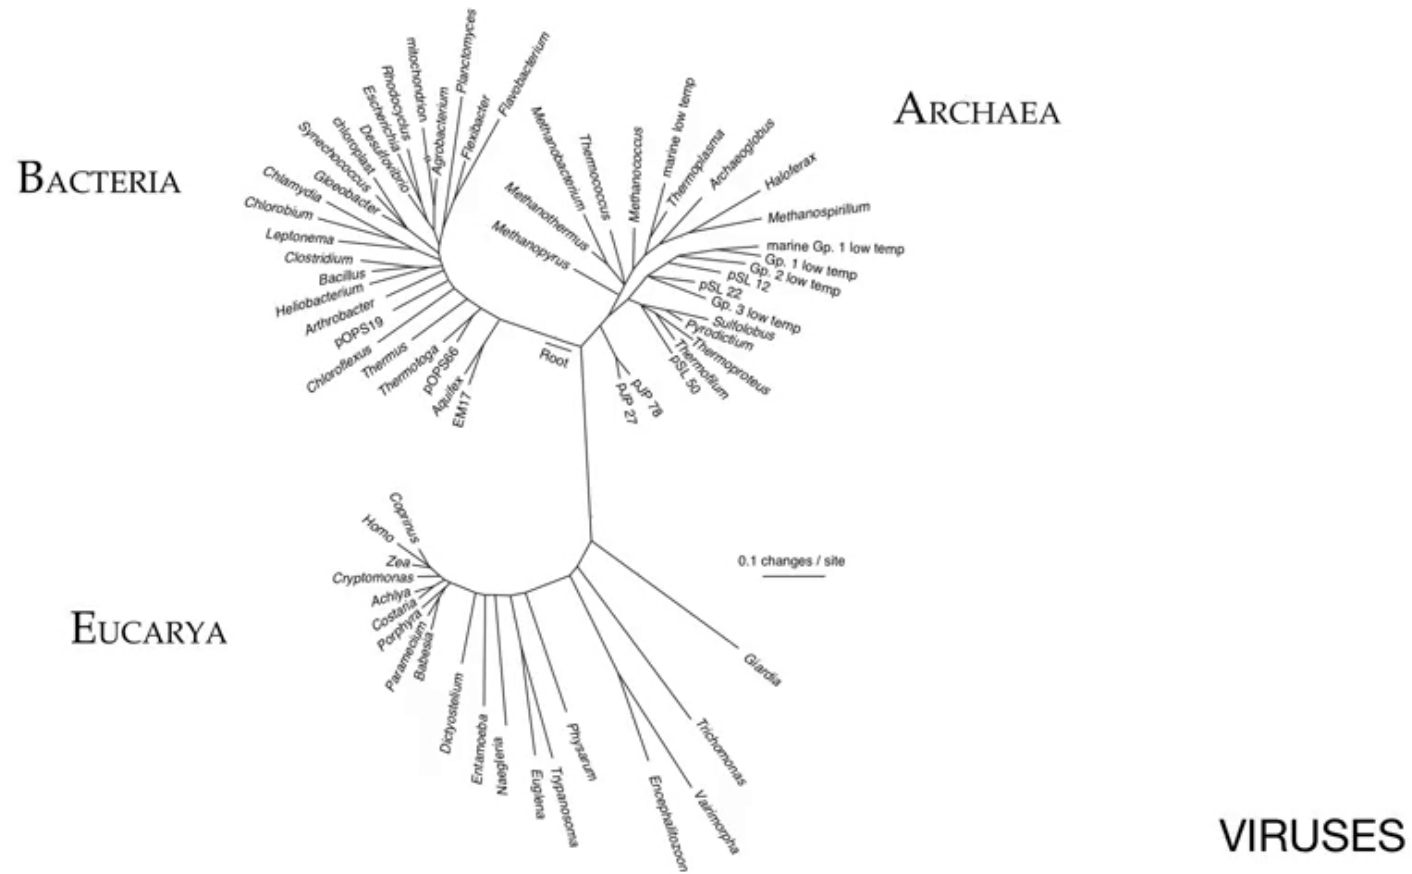 BACTERIA
ARCHAEA
EUCARYA
VIRUSES
Root
0.1 changes / site
Chlorobium
Chlamydia
Gloeobacter
Synechococcus
chloroplast
Desulfovibrio
Escherichia
Rhodocyclus
mitochondrion
Agrobacterium
Planctomyces
Flexibacter
Flavobacterium
Leptonema
Clostridium
Bacillus
Heliobacterium
Arthrobacter
pOPS19
Chloroflexus
Thermus
Thermotoga
pOPS66
Aquifex
EM17
Methanopyrus
Methanothermus
Methanobacterium
Thermococcus
Methanococcus
marine low temp
Thermoplasma
Archaeoglobus
Haloferax
Methanospirillum
marine Gp. 1 low temp
Gp. 1 low temp
Gp. 2 low temp
pSL 12
pSL 22
Gp. 3 low temp
Sulfolobus
Pyrodictium
Thermoproteus
Thermofilum
pSL 50
pJP 78
pJP 27
Coprinus
Homo
Zea
Cryptomonas
Achlya
Costaria
Porphyra
Paramecium
Babesia
Dictyostelium
Entamoeba
Naegleria
Euglena
Trypanosoma
Physarum
Encephalitozoon
Vairimorpha
Trichomonas
Giardia